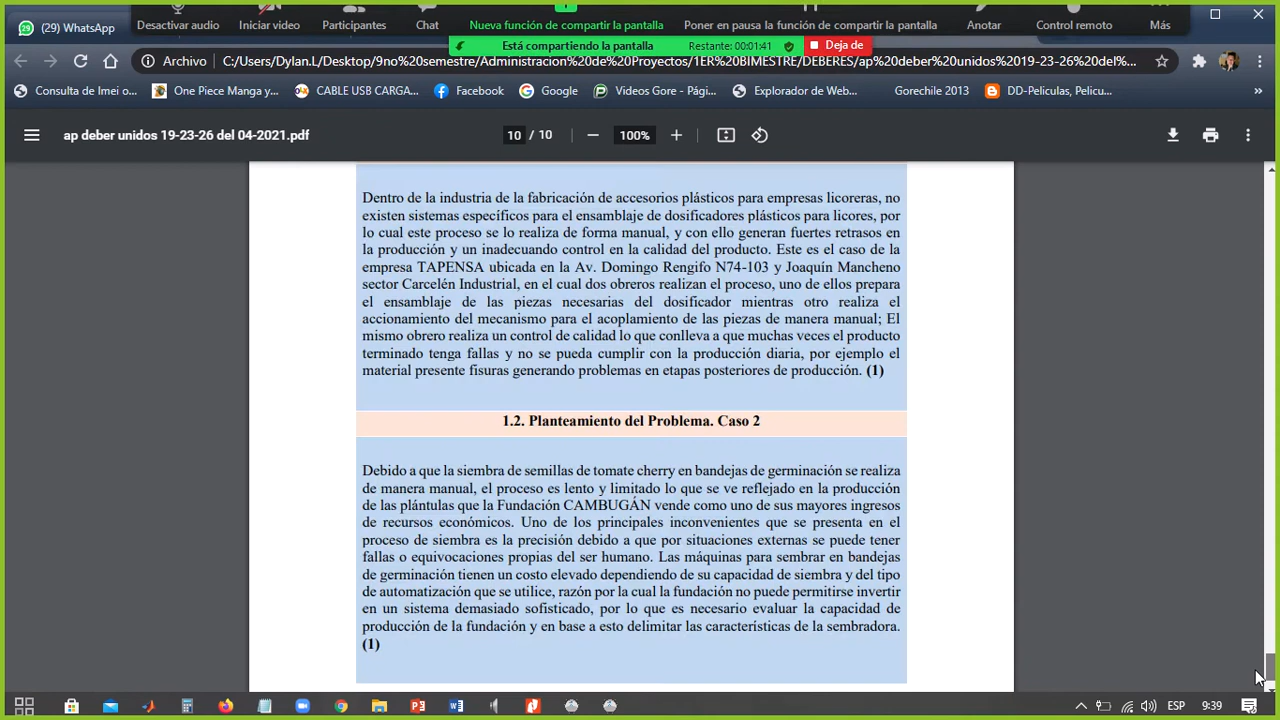 (29) WhatsApp
Desactivar audio
Iniciar video
Participantes
Chat
Nueva función de compartir la pantalla
Poner en pausa la función de compartir la pantalla
Anotar
Control remoto
Más
Está compartiendo la pantalla
Restante: 00:01:41
Deja de
Archivo
C:/Users/Dylan.L/Desktop/9no%20semestre/Administracion%20de%20Proyectos/1ER%20BIMESTRE/DEBERES/ap%20deber%20unidos%2019-23-26%20del%...
Consulta de Imei o...
One Piece Manga y...
CABLE USB CARGA...
Facebook
Google
Videos Gore - Pági...
Explorador de Web...
Gorechile 2013
DD-Peliculas, Pelicu...
»
ap deber unidos 19-23-26 del 04-2021.pdf
10 / 10
100%
Dentro de la industria de la fabricación de accesorios plásticos para empresas licoreras, no
existen sistemas específicos para el ensamblaje de dosificadores plásticos para licores, por
lo cual este proceso se lo realiza de forma manual, y con ello generan fuertes retrasos en
la producción y un inadecuando control en la calidad del producto. Este es el caso de la
empresa TAPENSA ubicada en la Av. Domingo Rengifo N74-103 y Joaquín Mancheno
sector Carcelén Industrial, en el cual dos obreros realizan el proceso, uno de ellos prepara
el ensamblaje de las piezas necesarias del dosificador mientras otro realiza el
accionamiento del mecanismo para el acoplamiento de las piezas de manera manual; El
mismo obrero realiza un control de calidad lo que conlleva a que muchas veces el producto
terminado tenga fallas y no se pueda cumplir con la producción diaria, por ejemplo el
material presente fisuras generando problemas en etapas posteriores de producción. (1)
1.2. Planteamiento del Problema. Caso 2
Debido a que la siembra de semillas de tomate cherry en bandejas de germinación se realiza
de manera manual, el proceso es lento y limitado lo que se ve reflejado en la producción
de las plántulas que la Fundación CAMBUGÁN vende como uno de sus mayores ingresos
de recursos económicos. Uno de los principales inconvenientes que se presenta en el
proceso de siembra es la precisión debido a que por situaciones externas se puede tener
fallas o equivocaciones propias del ser humano. Las máquinas para sembrar en bandejas
de germinación tienen un costo elevado dependiendo de su capacidad de siembra y del tipo
de automatización que se utilice, razón por la cual la fundación no puede permitirse invertir
en un sistema demasiado sofisticado, por lo que es necesario evaluar la capacidad de
producción de la fundación y en base a esto delimitar las características de la sembradora.
(1)
ESP
9:39